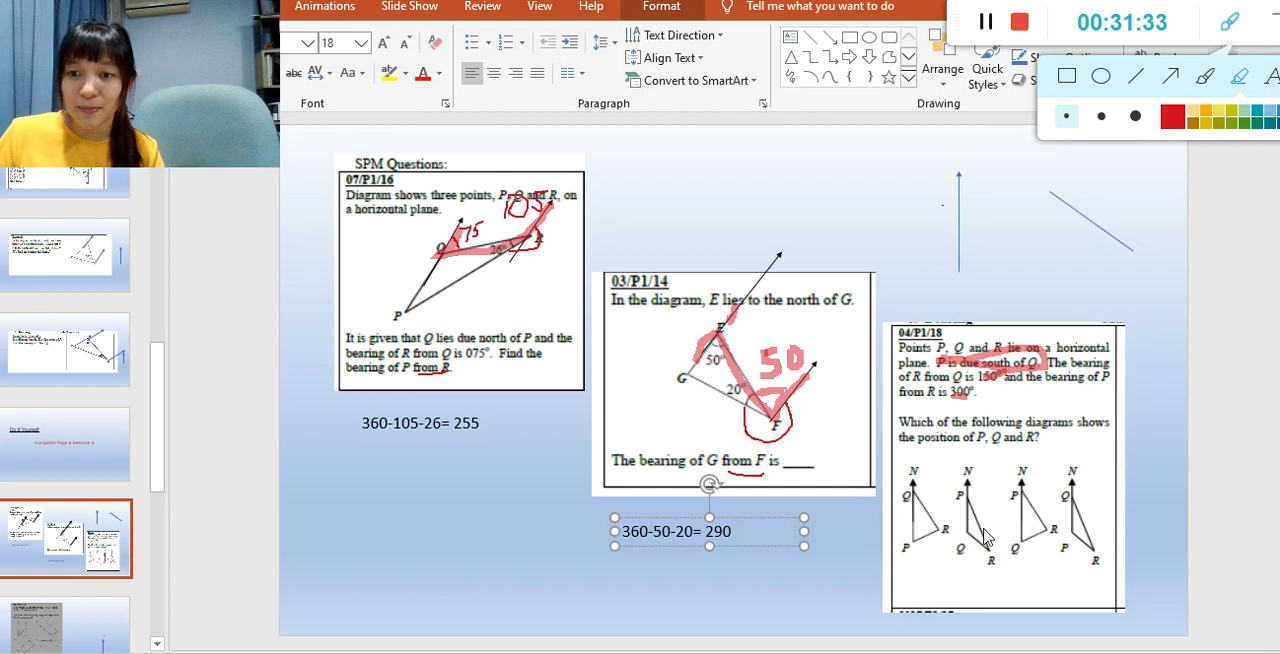 Animations Slide Show Review View Help Format Tell me what you want to do
00:31:33
18
abc AV Aa A
Text Direction
Align Text
Convert to SmartArt
Arrange
Quick
Styles
Font
Paragraph
Drawing
SPM Questions:
07/P1/16
Diagram shows three points, P, Q and R, on
a horizontal plane.
105
75
Q
R
26°
P
It is given that Q lies due north of P and the
bearing of R from Q is 075°. Find the
bearing of P from R.
360-105-26= 255
03/P1/14
In the diagram, E lies to the north of G.
E
50°
50
G
20°
F
The bearing of G from F is ____
360-50-20= 290
04/P1/18
Points P, Q and R lie on a horizontal
plane. P is due south of Q. The bearing
of R from Q is 150° and the bearing of P
from R is 300°.
Which of the following diagrams shows
the position of P, Q and R?
N N N N
Q P P Q
R R
P Q Q P
R R